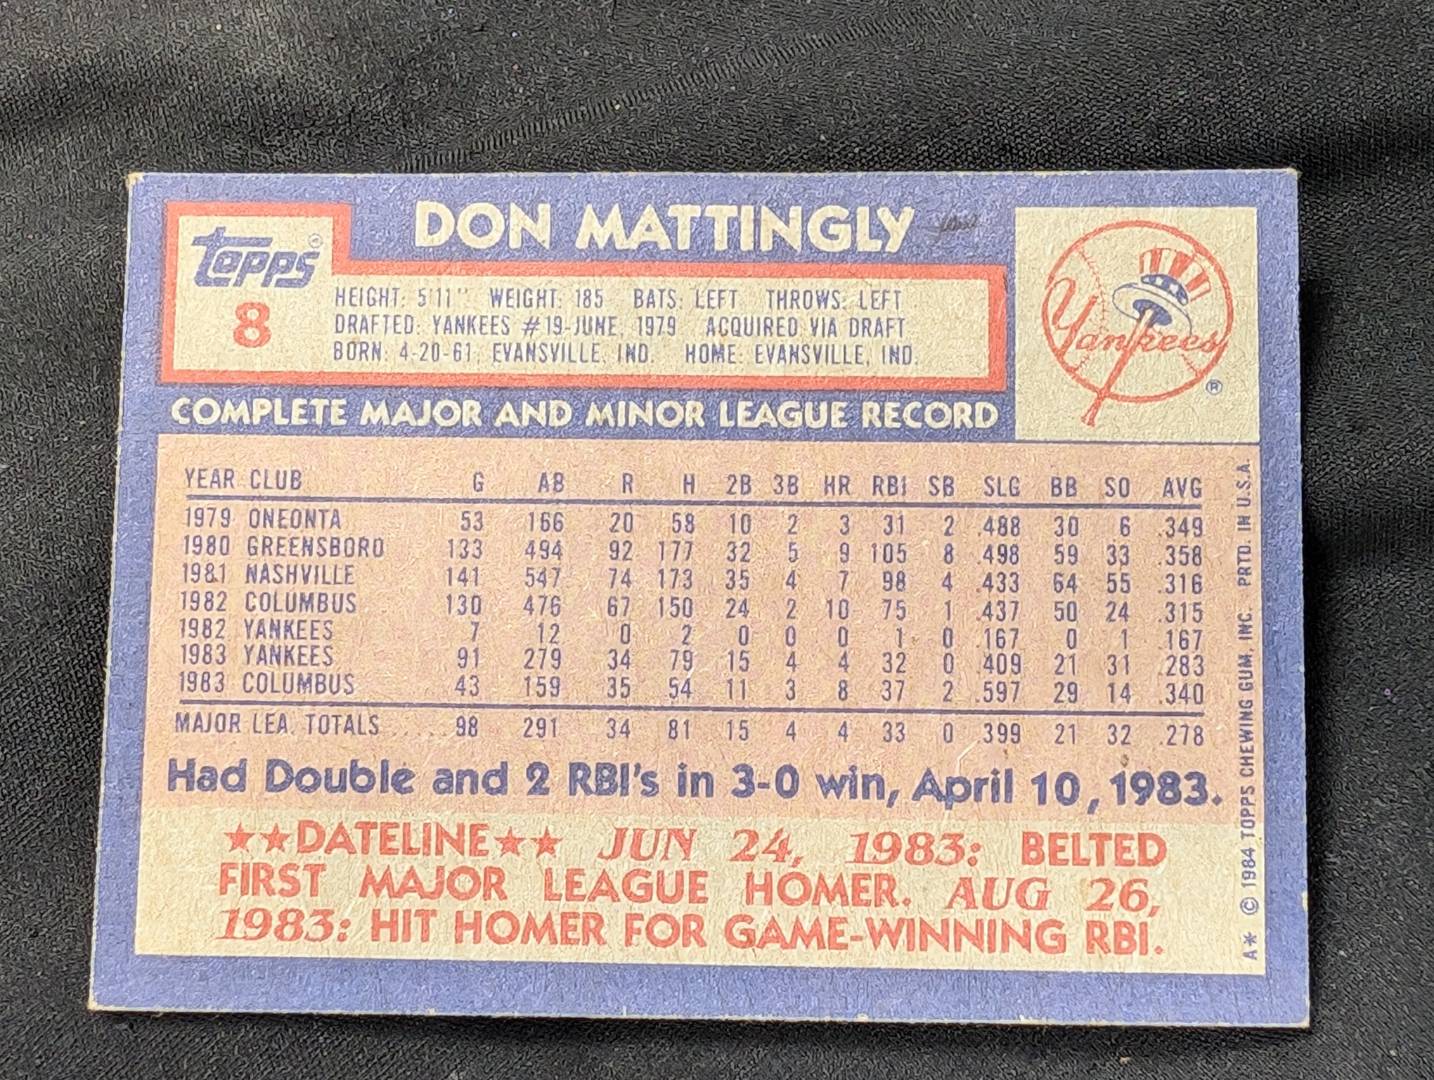 DON MATTINGLY
Topps®
8
HEIGHT: 5'11" WEIGHT: 185 BATS: LEFT THROWS: LEFT
DRAFTED: YANKEES #19-JUNE, 1979 ACQUIRED VIA DRAFT
BORN: 4-20-61, EVANSVILLE, IND. HOME: EVANSVILLE, IND.
Yankees
®
COMPLETE MAJOR AND MINOR LEAGUE RECORD
YEAR CLUB G AB R H 2B 3B HR RBI SB SLG BB SO AVG
1979 ONEONTA 53 166 20 58 10 2 3 31 2 .488 30 6 .349
1980 GREENSBORO 133 494 92 177 32 5 9 105 8 .498 59 33 .358
1981 NASHVILLE 141 547 74 173 35 4 7 98 4 .433 64 55 .316
1982 COLUMBUS 130 476 67 150 24 2 10 75 1 .437 50 24 .315
1982 YANKEES 7 12 0 2 0 0 0 1 0 .167 0 1 .167
1983 YANKEES 91 279 34 79 15 4 4 32 0 .409 21 31 .283
1983 COLUMBUS 43 159 35 54 11 3 8 37 2 .597 29 14 .340
MAJOR LEA. TOTALS ..... 98 291 34 81 15 4 4 33 0 .399 21 32 .278
Had Double and 2 RBI's in 3-0 win, April 10, 1983.
★★DATELINE★★ JUN 24, 1983: BELTED
FIRST MAJOR LEAGUE HOMER. AUG 26,
1983: HIT HOMER FOR GAME-WINNING RBI.
A* © 1984 TOPPS CHEWING GUM, INC. PRTD. IN U.S.A.